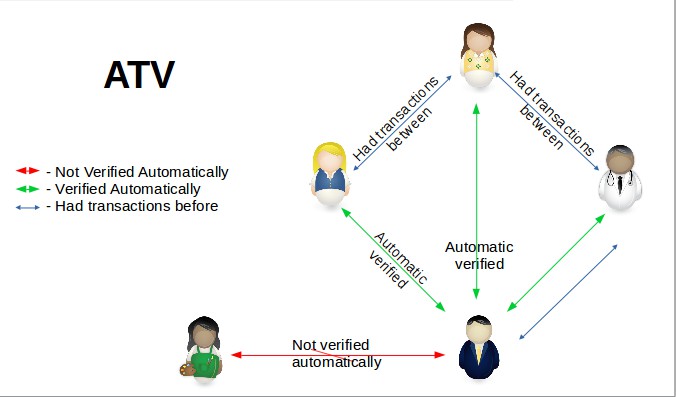 ATV
- Not Verified Automatically
- Verified Automatically
- Had transactions before
Had transactions
between
Had transactions
between
Automatic
verified
Automatic
verified
Not verified
automatically